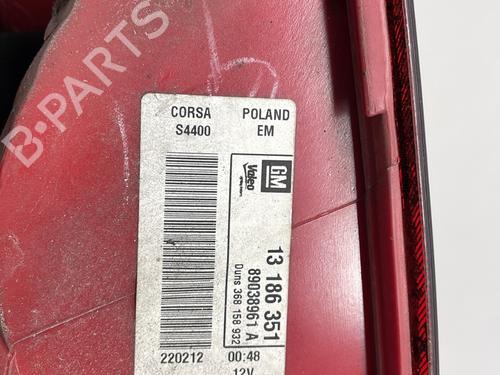 B-PARTS
CORSA POLAND
S4400 EM
GM
Valeo
13 186 351
89038961 A
Duns 368 158 932
220212 00:48
12V